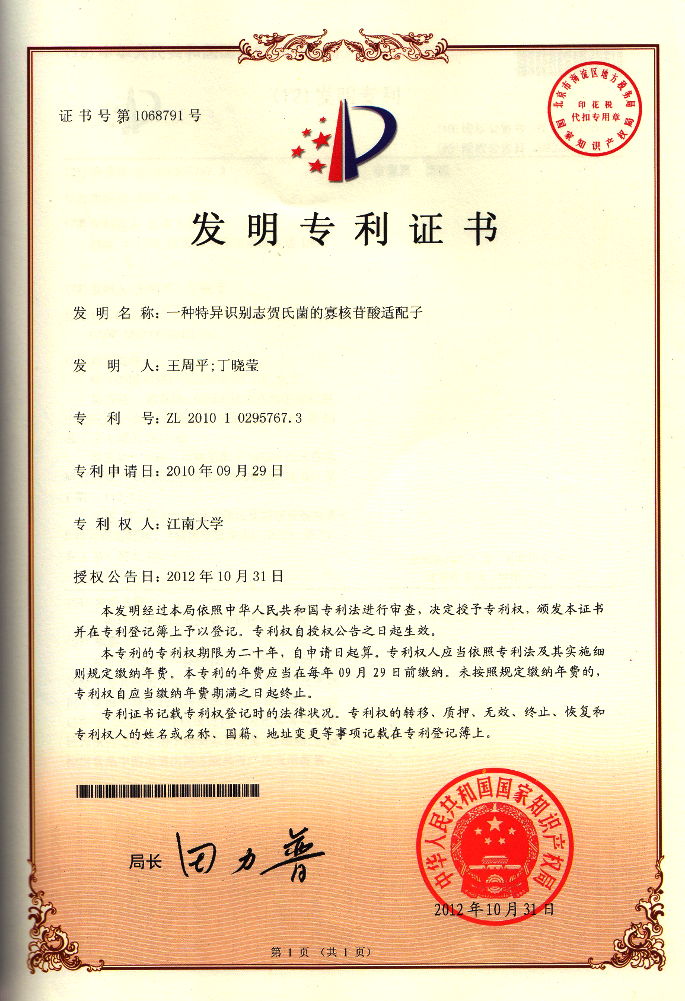 证书号第1068791号
北京市海淀区地方税务局
印花税
代扣专用章
国家知识产权局
发明专利证书
发明名称：一种特异识别志贺氏菌的寡核苷酸适配子
发明人：王周平;丁晓莹
专利号：ZL 2010 1 0295767.3
专利申请日：2010年09月29日
专利权人：江南大学
授权公告日：2012年10月31日
本发明经过本局依照中华人民共和国专利法进行审查，决定授予专利权，颁发本证书
并在专利登记簿上予以登记。专利权自授权公告之日起生效。
本专利的专利权期限为二十年，自申请日起算。专利权人应当依照专利法及其实施细
则规定缴纳年费。本专利的年费应当在每年09月29日前缴纳。未按照规定缴纳年费的，
专利权自应当缴纳年费期满之日起终止。
专利证书记载专利权登记时的法律状况。专利权的转移、质押、无效、终止、恢复和
专利权人的姓名或名称、国籍、地址变更等事项记载在专利登记簿上。
局长 田力普
中华人民共和国国家知识产权局
2012年10月31日
第1页（共1页）